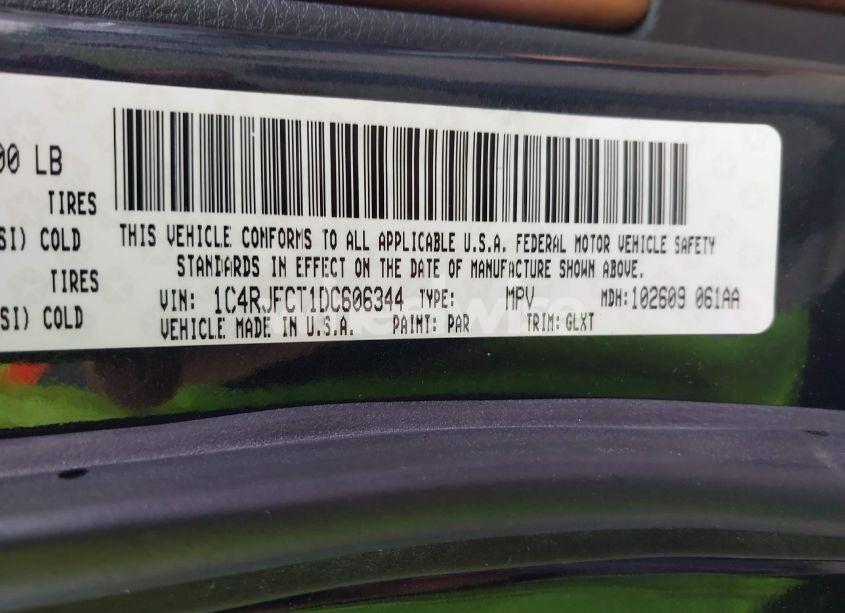 00 LB
TIRES
SI) COLD
TIRES
SI) COLD
THIS VEHICLE CONFORMS TO ALL APPLICABLE U.S.A. FEDERAL MOTOR VEHICLE SAFETY
STANDARDS IN EFFECT ON THE DATE OF MANUFACTURE SHOWN ABOVE.
VIN: 1C4RJFCT1DC606344 TYPE: MPV MDH: 102609 061AA
VEHICLE MADE IN U.S.A. PAINT: PAR TRIM: GLXT